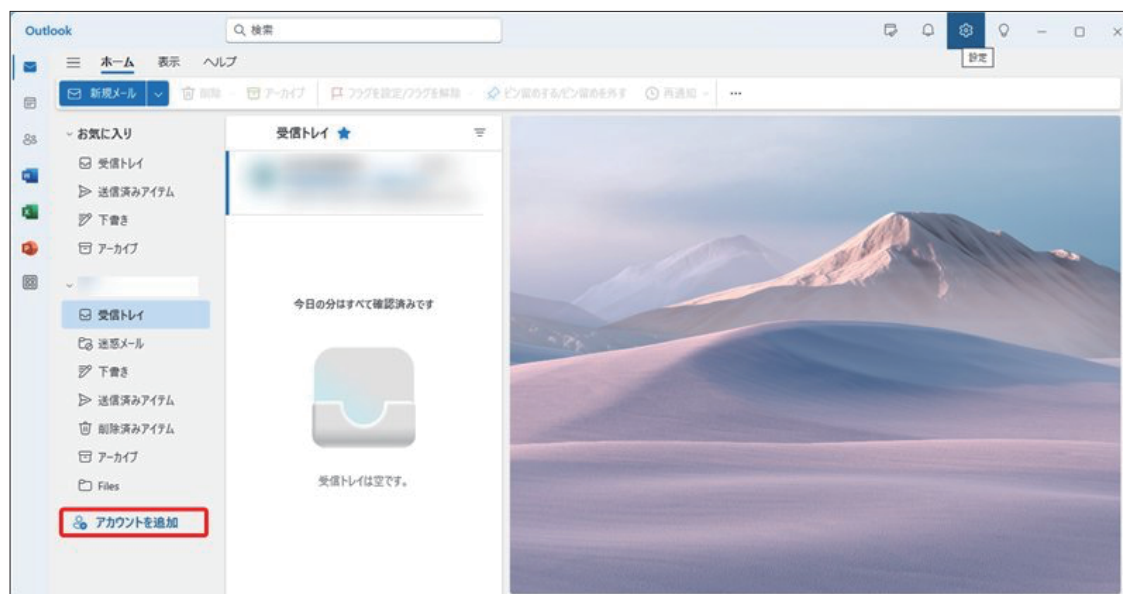 Outlook
検索
設定
ホーム 表示 ヘルプ
新規メール 削除 アーカイブ フラグを設定/フラグを解除 ピン留めする/ピン留めを外す 再通知 ...
お気に入り
受信トレイ
送信済みアイテム
下書き
アーカイブ
受信トレイ
迷惑メール
下書き
送信済みアイテム
削除済みアイテム
アーカイブ
Files
アカウントを追加
受信トレイ
今日の分はすべて確認済みです
受信トレイは空です。